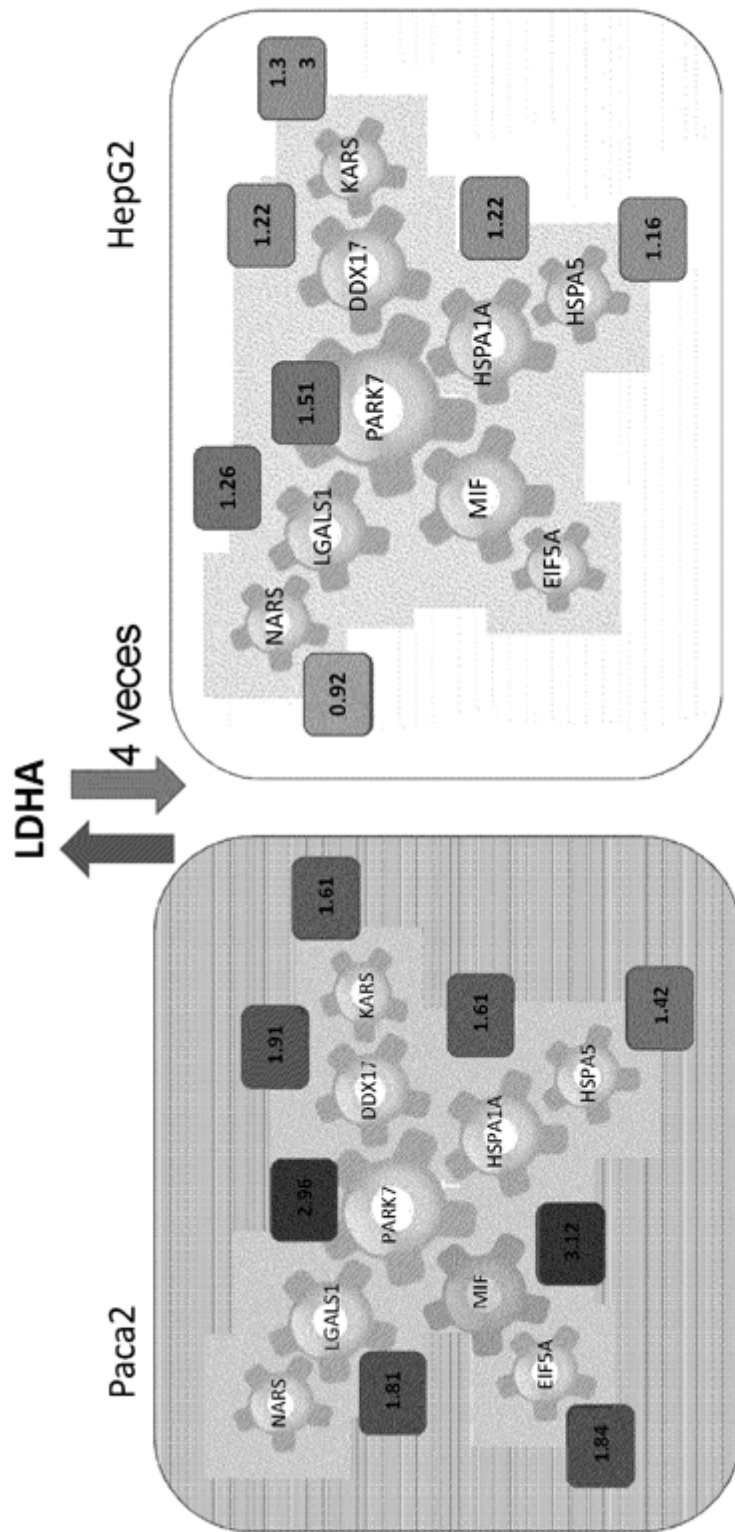 LDHA
4 veces
Paca2
NARS
LGALS1
1.81
2.96
PARK7
1.91
DDX17
1.61
KARS
MIF
3.12
EIF5A
1.84
HSPA1A
1.61
HSPA5
1.42
HepG2
0.92
NARS
1.26
LGALS1
1.51
PARK7
1.22
DDX17
1.3
3
KARS
MIF
EIF5A
HSPA1A
1.22
HSPA5
1.16